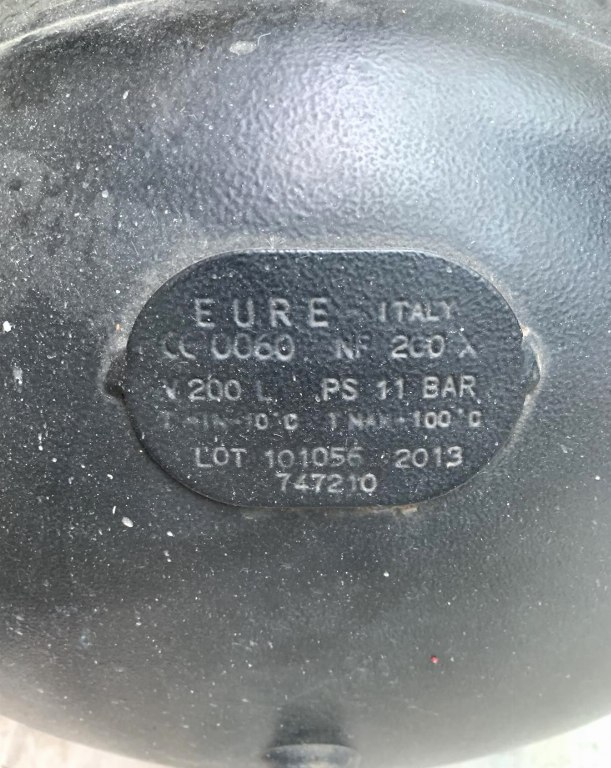 EURE - ITALY
CE 0060 NF 200 X
V 200 L PS 11 BAR
T MIN-10°C T MAX+100°C
LOT 101056 2013
747210